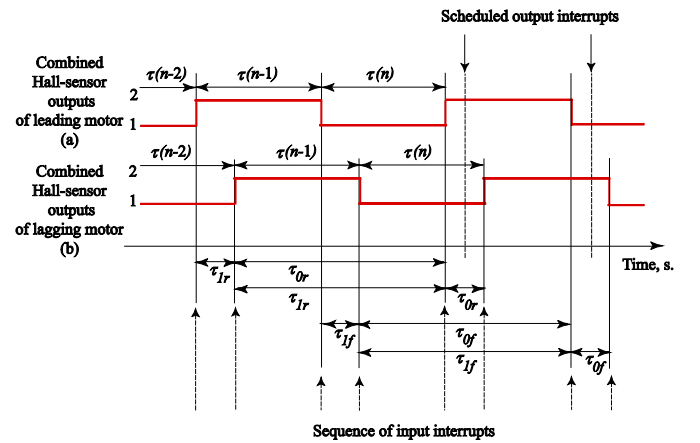 Scheduled output interrupts
Combined
Hall-sensor
outputs
of leading motor
(a)
2
1
τ(n-2)
τ(n-1)
τ(n)
Combined
Hall-sensor
outputs
of lagging motor
(b)
2
1
τ(n-2)
τ(n-1)
τ(n)
Time, s.
τ1r
τ0r
τ1r
τ0r
τ1f
τ0f
τ1f
τ0f
Sequence of input interrupts